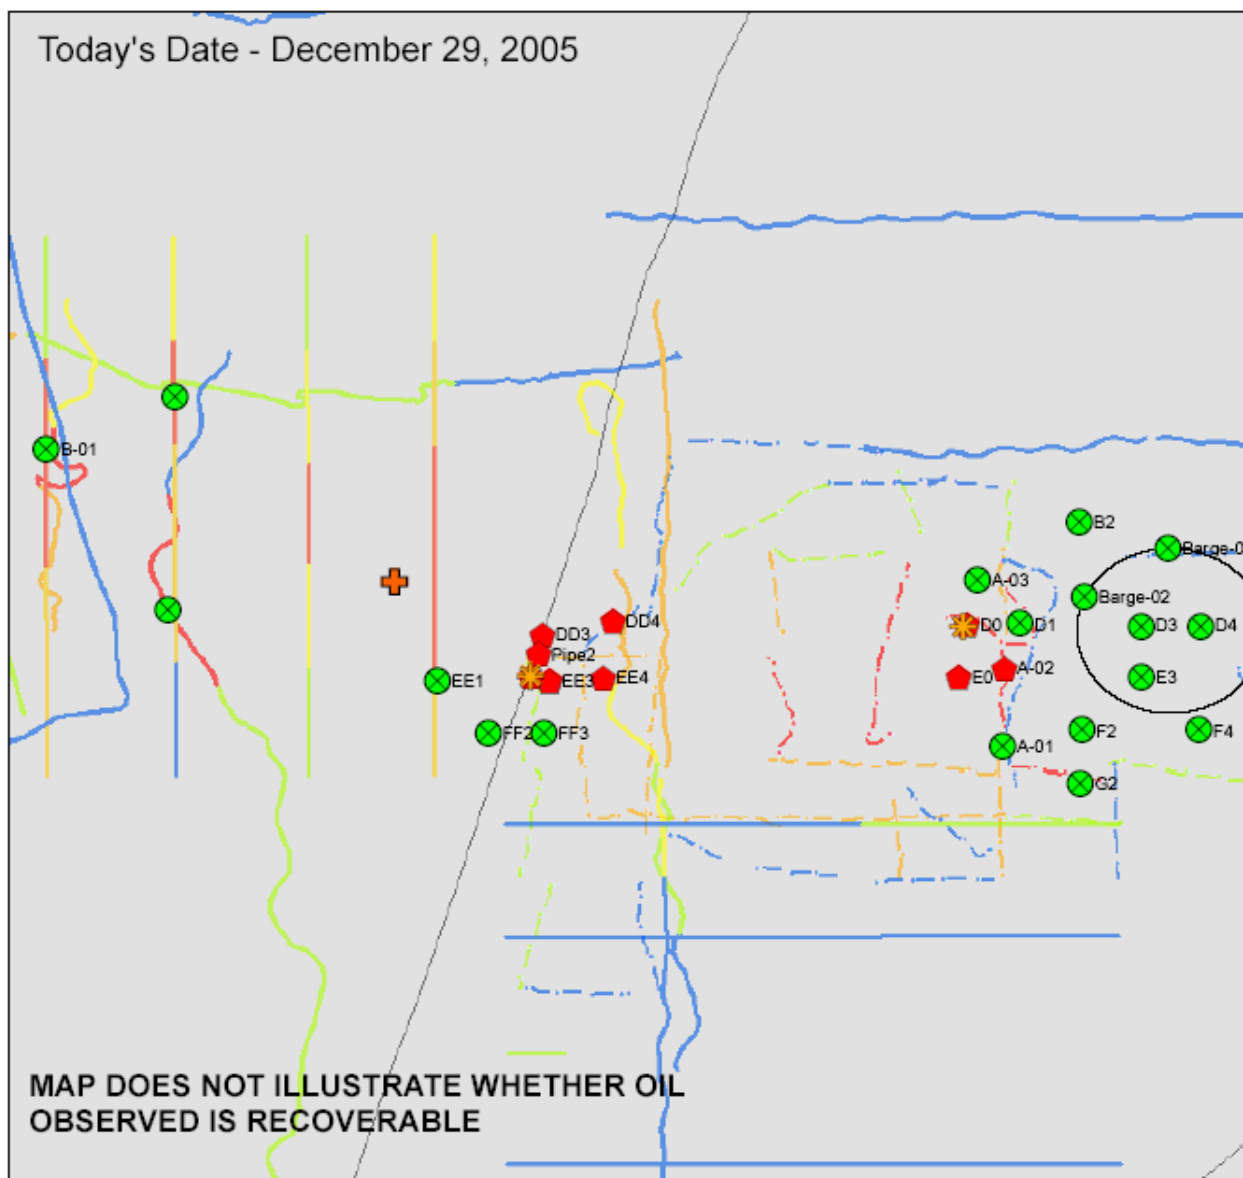 Today's Date - December 29, 2005
B-01
B2
Barge-0
A-03
Barge-02
DD4
D0
D1
D3
D4
DD3
Pipe2
A-02
EE1
EE3
EE4
E0
E3
FF2
FF3
F2
F4
A-01
G2
MAP DOES NOT ILLUSTRATE WHETHER OIL
OBSERVED IS RECOVERABLE